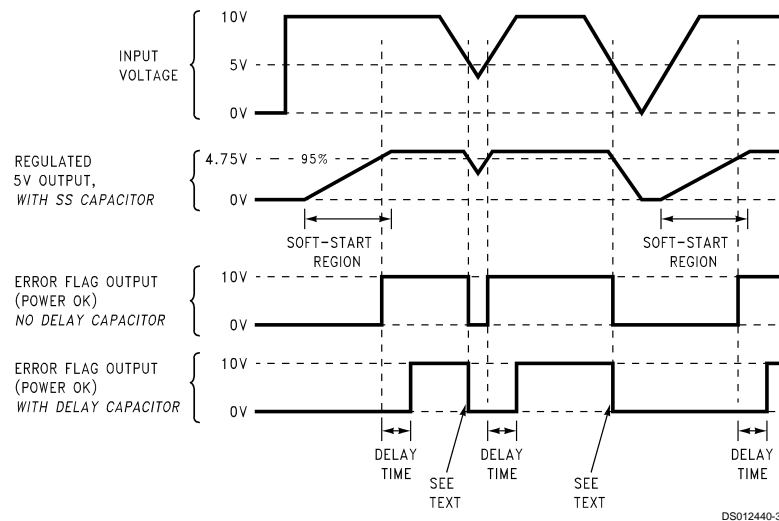 10V
INPUT
VOLTAGE
5V
0V
REGULATED
5V OUTPUT,
WITH SS CAPACITOR
4.75V
95%
0V
SOFT-START
REGION
SOFT-START
REGION
ERROR FLAG OUTPUT
(POWER OK)
NO DELAY CAPACITOR
10V
0V
ERROR FLAG OUTPUT
(POWER OK)
WITH DELAY CAPACITOR
10V
0V
DELAY
TIME
SEE
TEXT
DELAY
TIME
SEE
TEXT
DELAY
TIME
DS012440-3